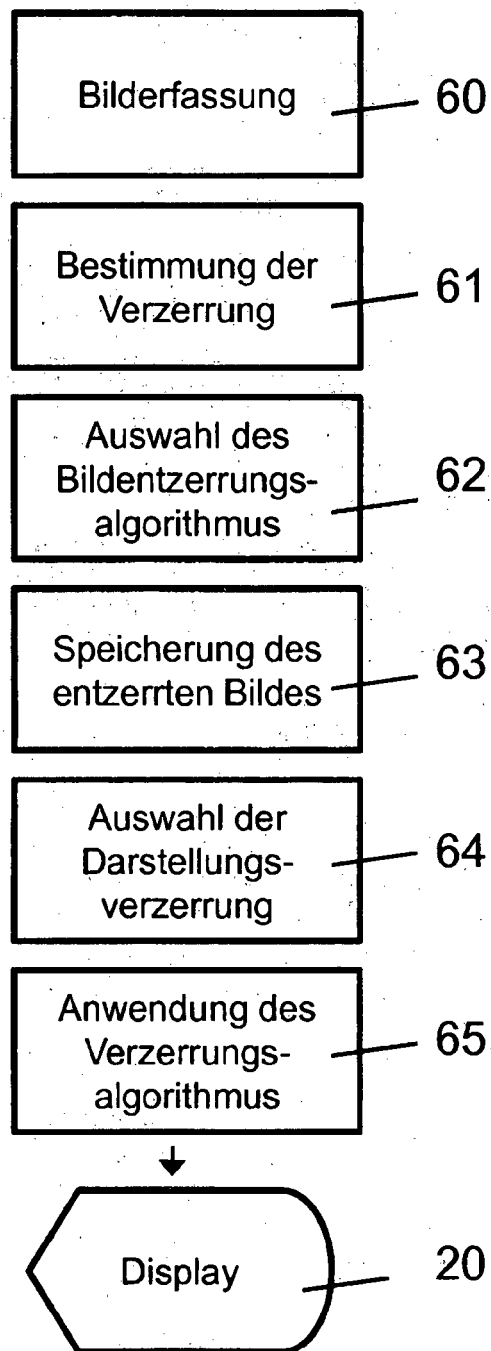 Bilderfassung
60
Bestimmung der
Verzerrung
61
Auswahl des
Bildentzerrungs-
algorithmus
62
Speicherung des
entzerrten Bildes
63
Auswahl der
Darstellungs-
verzerrung
64
Anwendung des
Verzerrungs-
algorithmus
65
Display
20